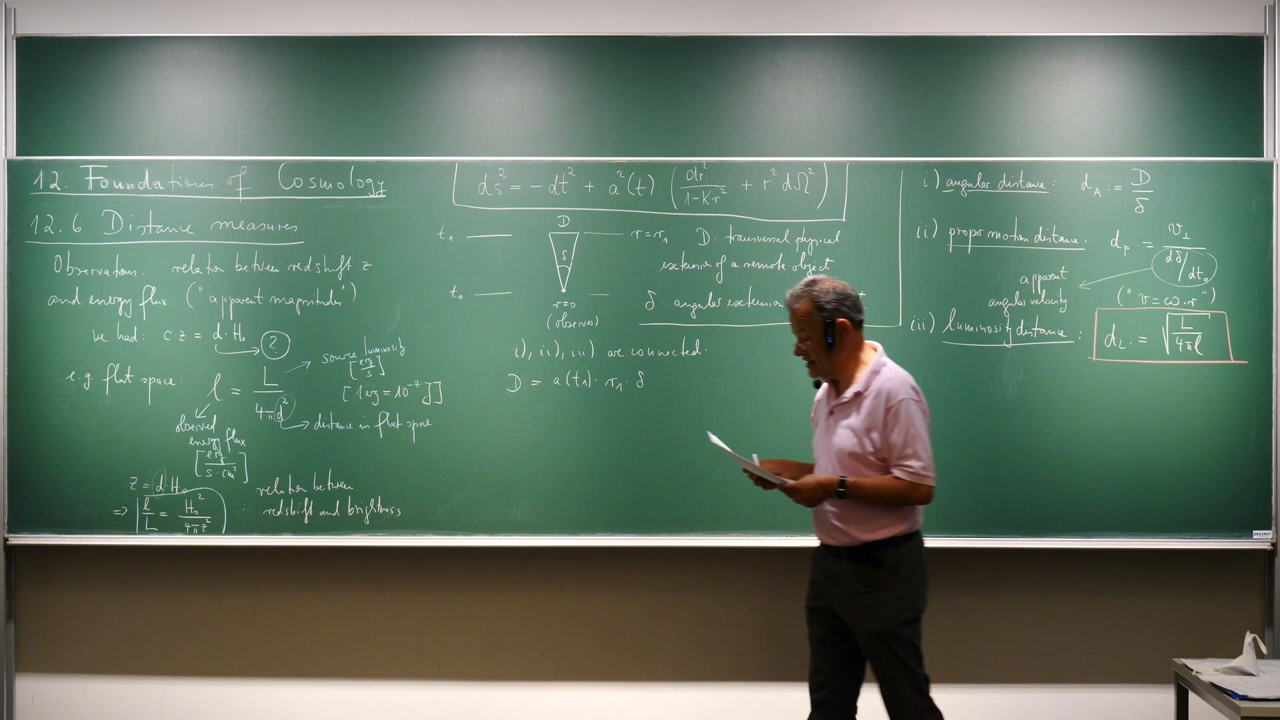 12. Foundations of Cosmology
12.6 Distance measures
Observations: relation between redshift z
and energy flux ("apparent magnitudes")
we had: c·z = d·H₀ → ?
e.g. flat space: l = L / 4πd²
source luminosity
[erg/s]
[1 erg = 10⁻⁷ J]
→ distance in flat space
observed
energy flux
[erg / s·cm²]
z = d·H₀
⇒ l/L = H₀² / 4πz² : relation between
redshift and brightness
ds² = -dt² + a²(t) (dr² / 1-Kr² + r² dΩ²)
D
t₁ r=r₁
δ
t₀ r=0
(observer)
D: transversal physical
extension of a remote object
δ: angular extension
i), ii), iii) are connected.
D = a(t₁)·r₁·δ
i) angular distance: d_A := D/δ
ii) proper motion distance: d_P := v⊥ / dδ/dt₀
apparent
angular velocity
("v=ω·r")
iii) luminosity distance: d_L := √(L / 4πl)